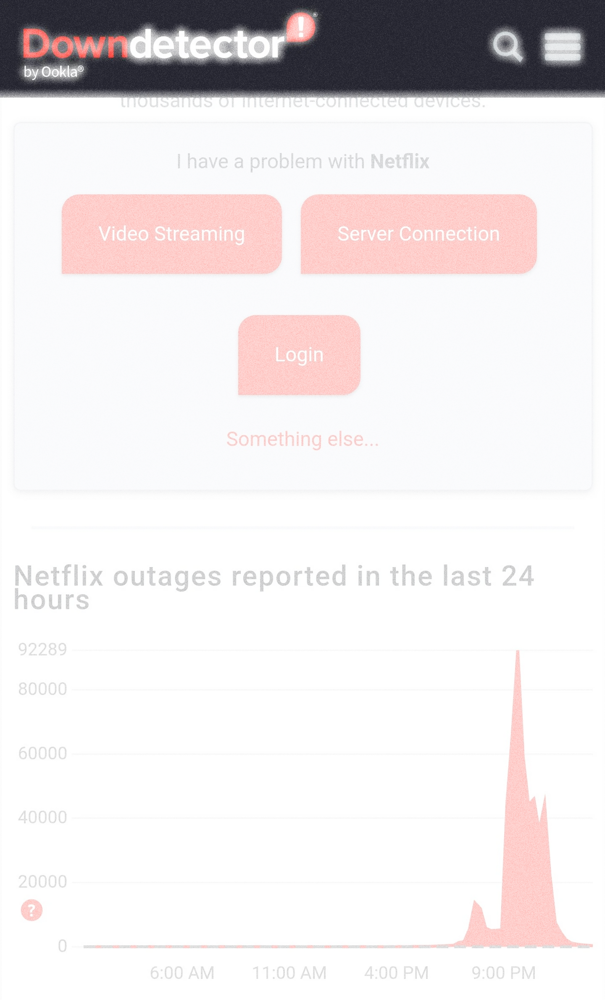 Downdetector®
by Ookla®
thousands of internet-connected devices.
I have a problem with Netflix
Video Streaming
Server Connection
Login
Something else...
Netflix outages reported in the last 24
hours
92289
80000
60000
40000
20000
?
0
6:00 AM 11:00 AM 4:00 PM 9:00 PM